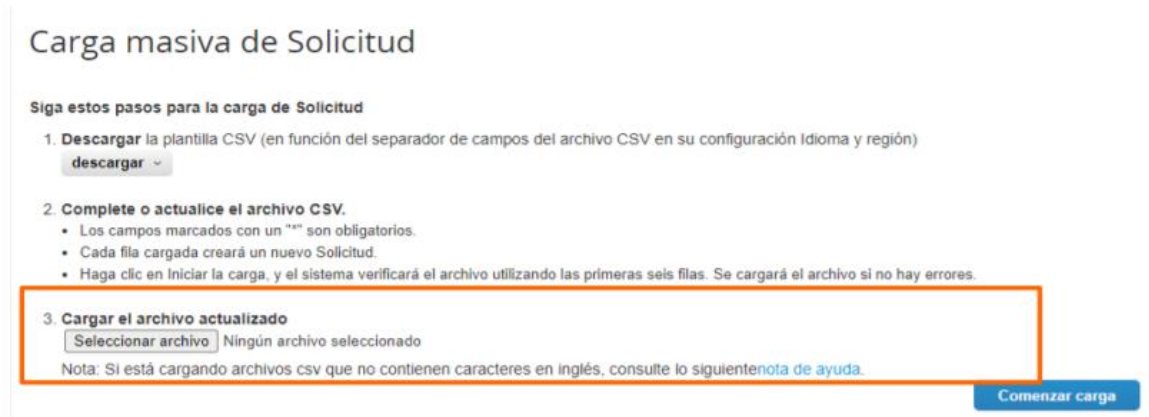 Carga masiva de Solicitud
Siga estos pasos para la carga de Solicitud
1. Descargar la plantilla CSV (en función del separador de campos del archivo CSV en su configuración Idioma y región)
descargar
2. Complete o actualice el archivo CSV.
• Los campos marcados con un "*" son obligatorios.
• Cada fila cargada creará un nuevo Solicitud.
• Haga clic en Iniciar la carga, y el sistema verificará el archivo utilizando las primeras seis filas. Se cargará el archivo si no hay errores.
3. Cargar el archivo actualizado
Seleccionar archivo Ningún archivo seleccionado
Nota: Si está cargando archivos csv que no contienen caracteres en inglés, consulte lo siguientenota de ayuda.
Comenzar carga